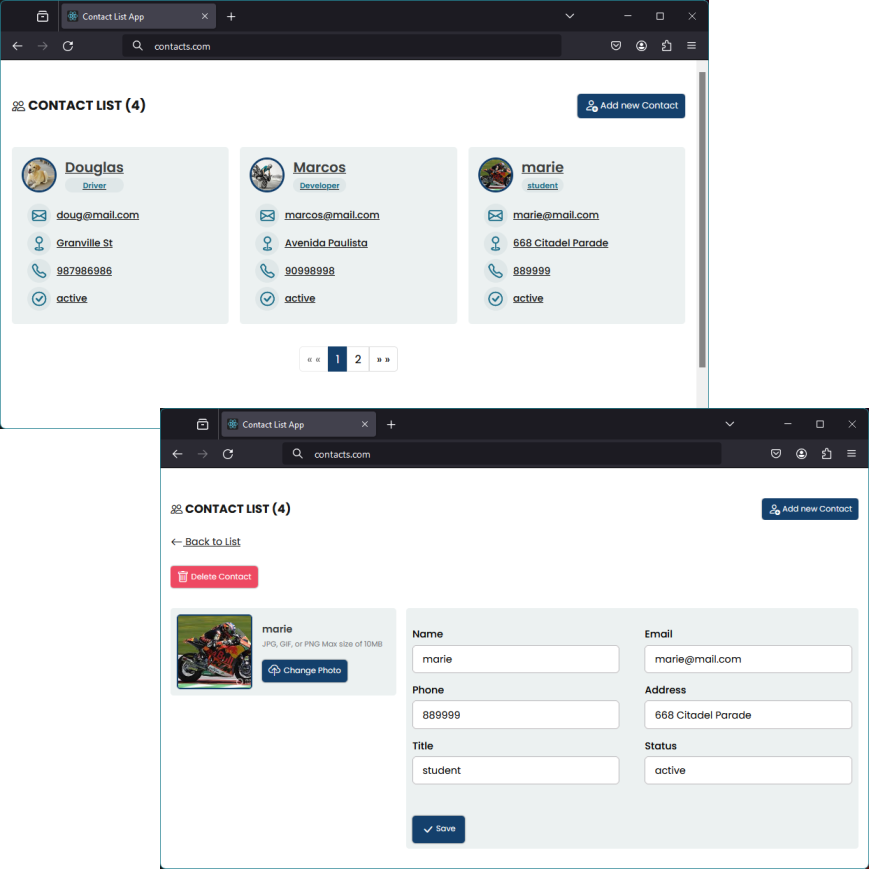 Contact List App
contacts.com
CONTACT LIST (4)
Add new Contact
Douglas
Driver
doug@mail.com
Granville St
987986986
active
Marcos
Developer
marcos@mail.com
Avenida Paulista
90998998
active
marie
student
marie@mail.com
668 Citadel Parade
889999
active
« « 1 2 » »
Contact List App
contacts.com
CONTACT LIST (4)
Add new Contact
Back to List
Delete Contact
marie
JPG, GIF, or PNG Max size of 10MB
Change Photo
Name
marie
Email
marie@mail.com
Phone
889999
Address
668 Citadel Parade
Title
student
Status
active
Save